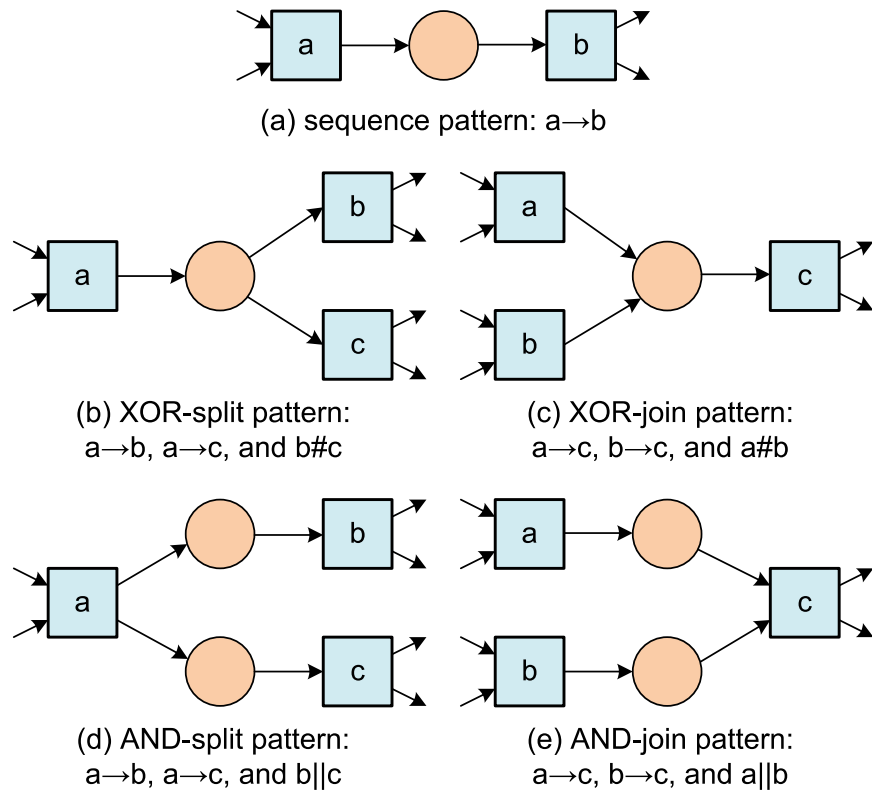 a
b
(a) sequence pattern: a→b
a
b
c
(b) XOR-split pattern:
a→b, a→c, and b#c
a
b
c
(c) XOR-join pattern:
a→c, b→c, and a#b
a
b
c
(d) AND-split pattern:
a→b, a→c, and b||c
a
b
c
(e) AND-join pattern:
a→c, b→c, and a||b